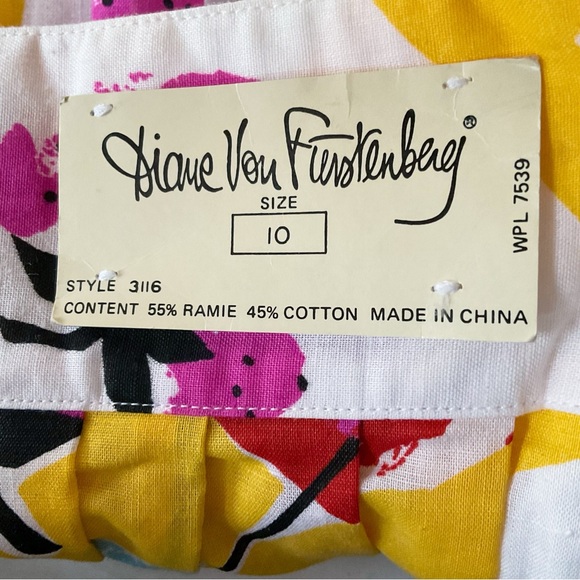 Diane Von Furstenberg®
SIZE
10
WPL 7539
STYLE 3116
CONTENT 55% RAMIE 45% COTTON MADE IN CHINA